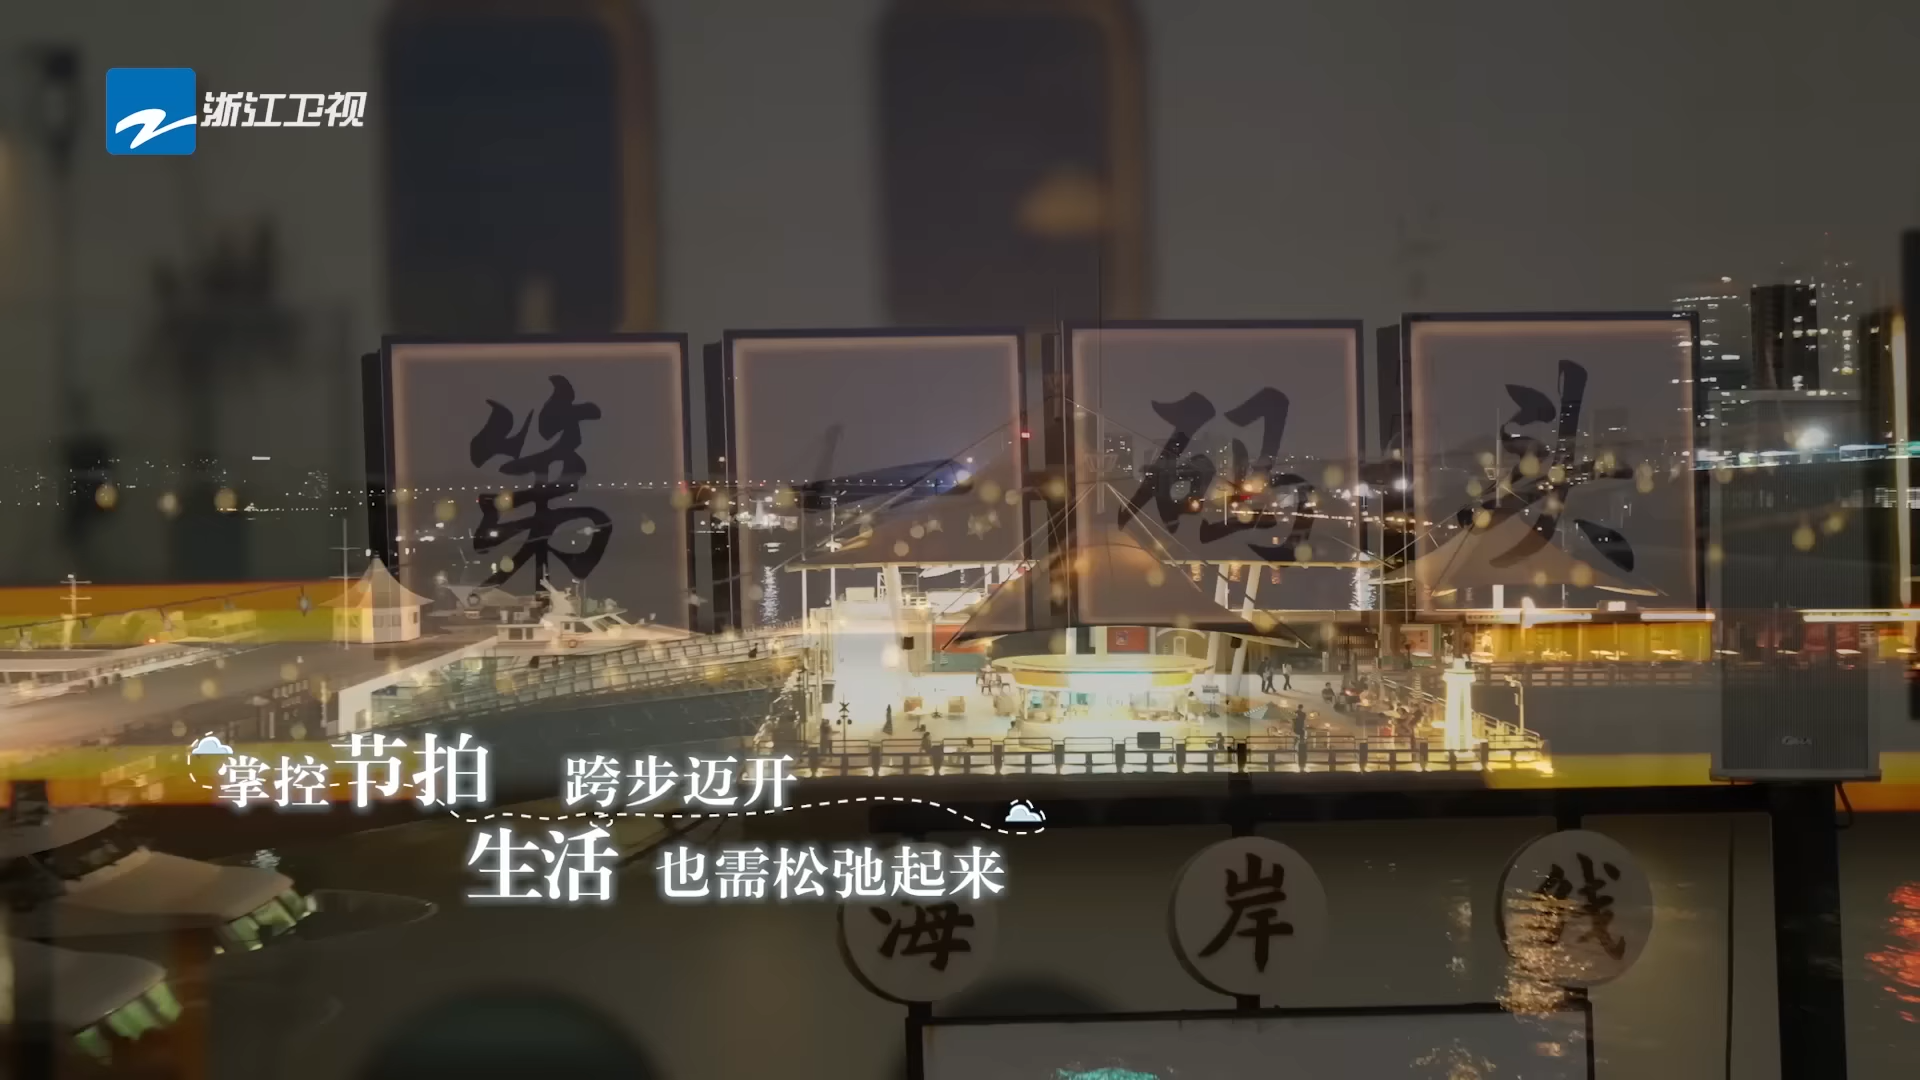 浙江卫视
第一码头
掌控节拍 跨步迈开
生活 也需松弛起来
海岸线